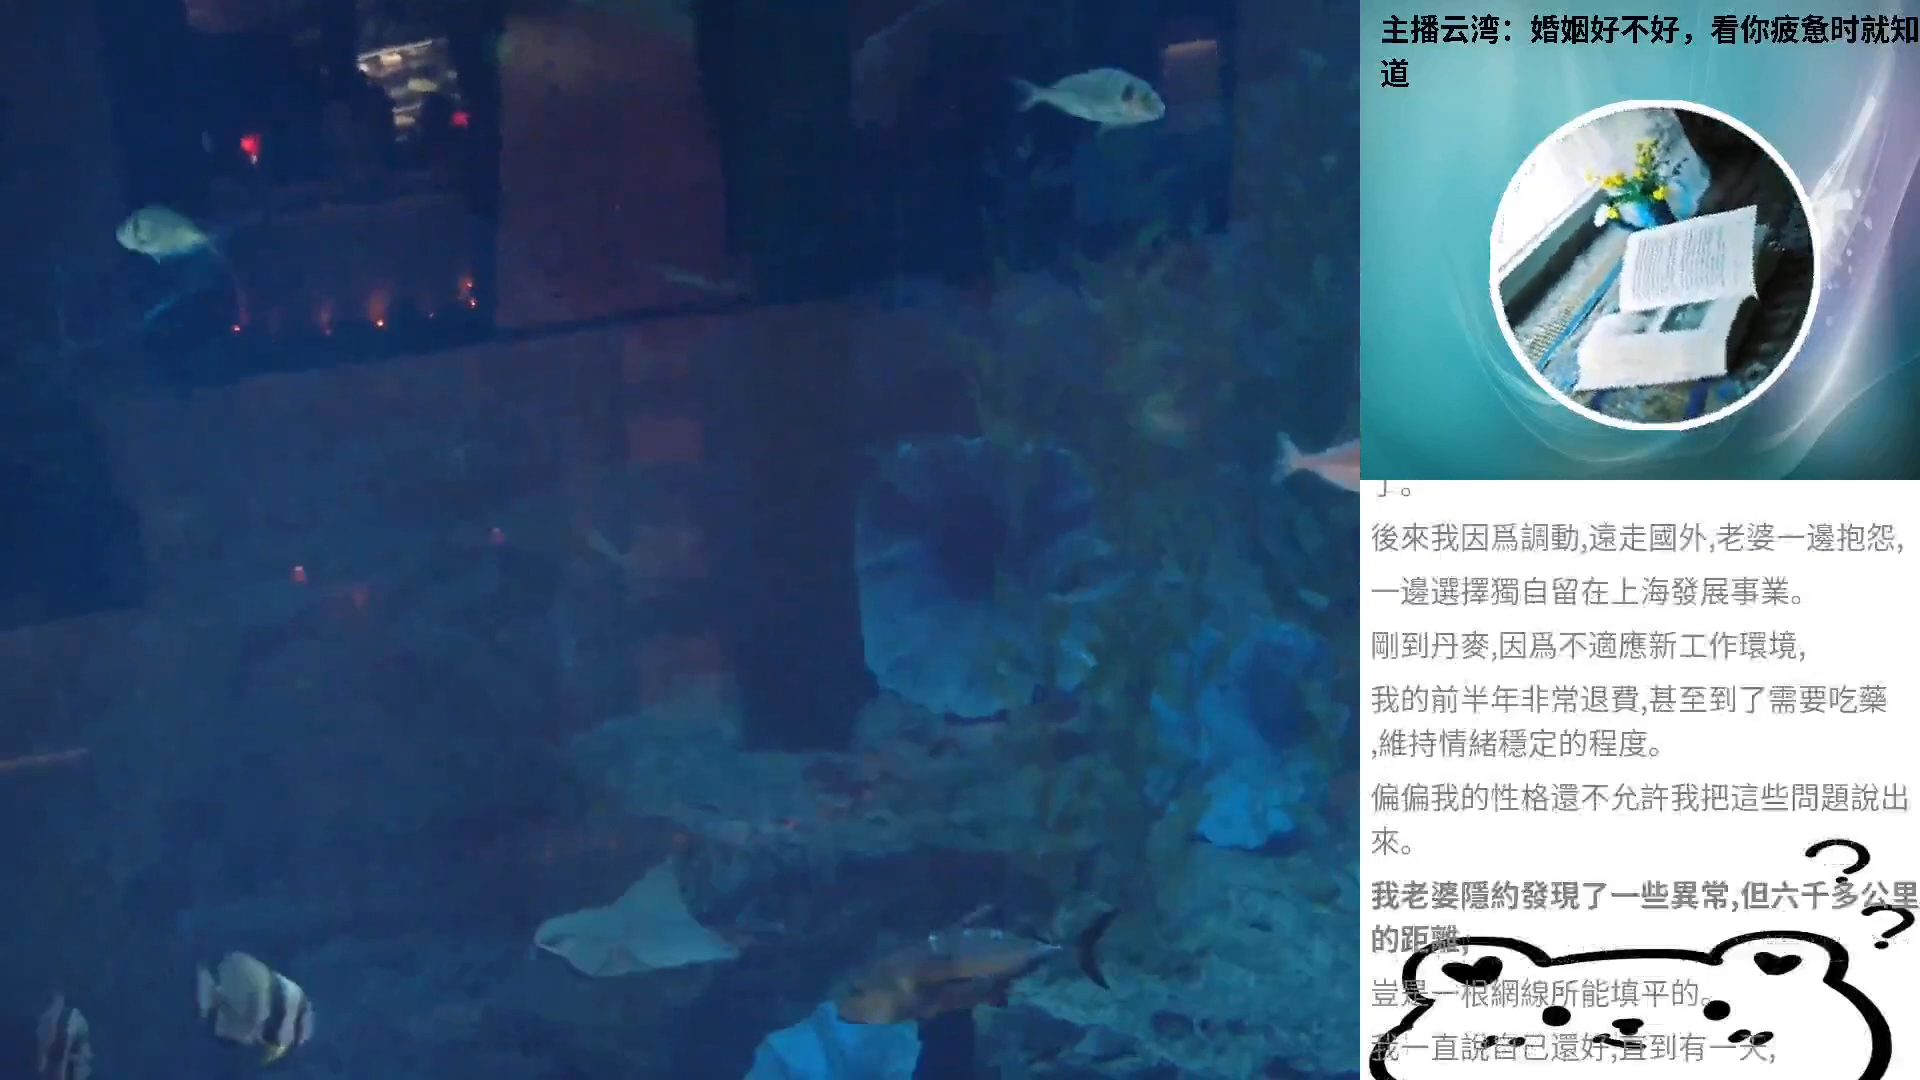 主播云湾：婚姻好不好，看你疲惫时就知
道
了。
後來我因爲調動,遠走國外,老婆一邊抱怨,
一邊選擇獨自留在上海發展事業。
剛到丹麥,因爲不適應新工作環境,
我的前半年非常退費,甚至到了需要吃藥
,維持情緒穩定的程度。
偏偏我的性格還不允許我把這些問題說出
來。
我老婆隱約發現了一些異常,但六千多公里
的距離,
豈是一根網線所能填平的。
我一直說自己還好,直到有一天,